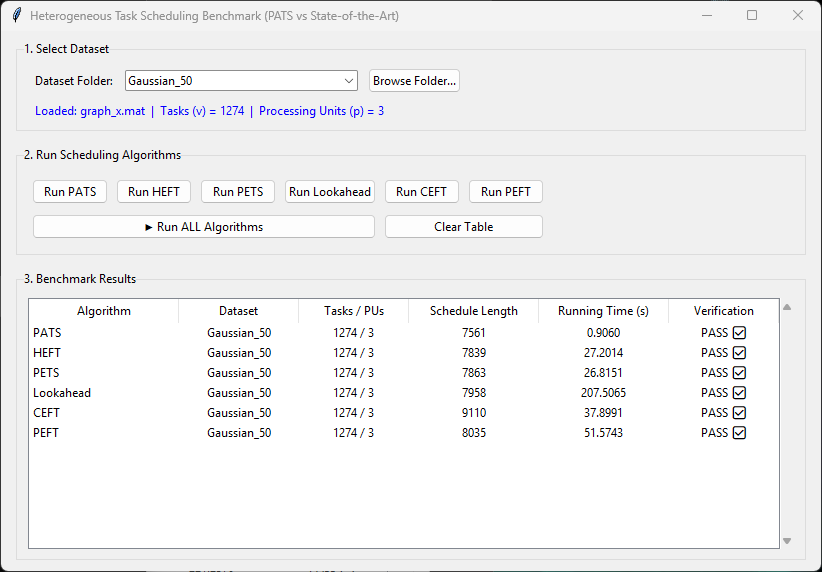 Heterogeneous Task Scheduling Benchmark (PATS vs State-of-the-Art)
1. Select Dataset
Dataset Folder: Gaussian_50 Browse Folder...
Loaded: graph_x.mat | Tasks (v) = 1274 | Processing Units (p) = 3
2. Run Scheduling Algorithms
Run PATS Run HEFT Run PETS Run Lookahead Run CEFT Run PEFT
► Run ALL Algorithms Clear Table
3. Benchmark Results
Algorithm Dataset Tasks / PUs Schedule Length Running Time (s) Verification
PATS Gaussian_50 1274 / 3 7561 0.9060 PASS ☑
HEFT Gaussian_50 1274 / 3 7839 27.2014 PASS ☑
PETS Gaussian_50 1274 / 3 7863 26.8151 PASS ☑
Lookahead Gaussian_50 1274 / 3 7958 207.5065 PASS ☑
CEFT Gaussian_50 1274 / 3 9110 37.8991 PASS ☑
PEFT Gaussian_50 1274 / 3 8035 51.5743 PASS ☑